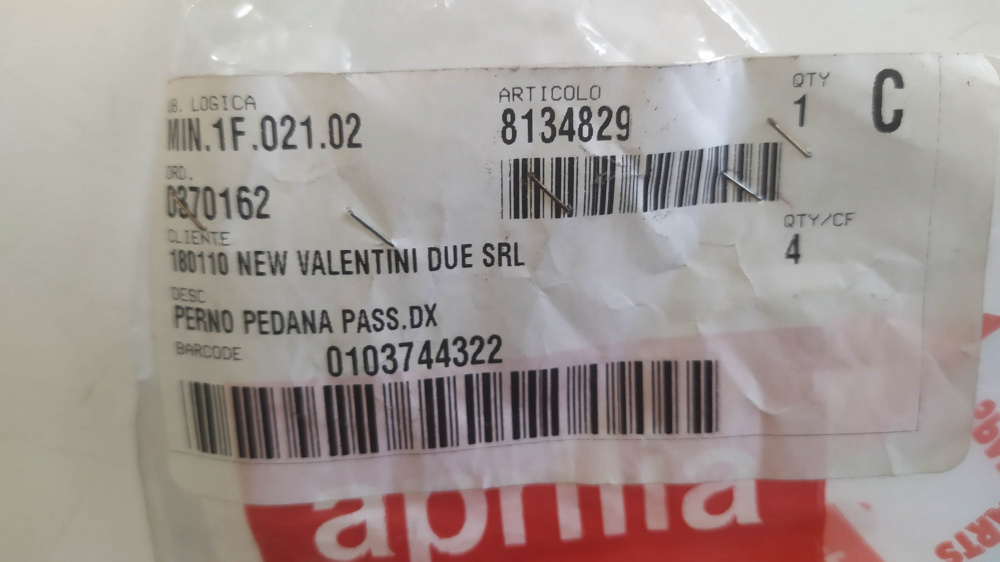 UB. LOGICA
MIN.1F.021.02
ARTICOLO
8134829
QTY
1
C
ORD.
0370162
CLIENTE
180110 NEW VALENTINI DUE SRL
QTY/CF
4
DESC
PERNO PEDANA PASS.DX
BARCODE
0103744322
aprilia